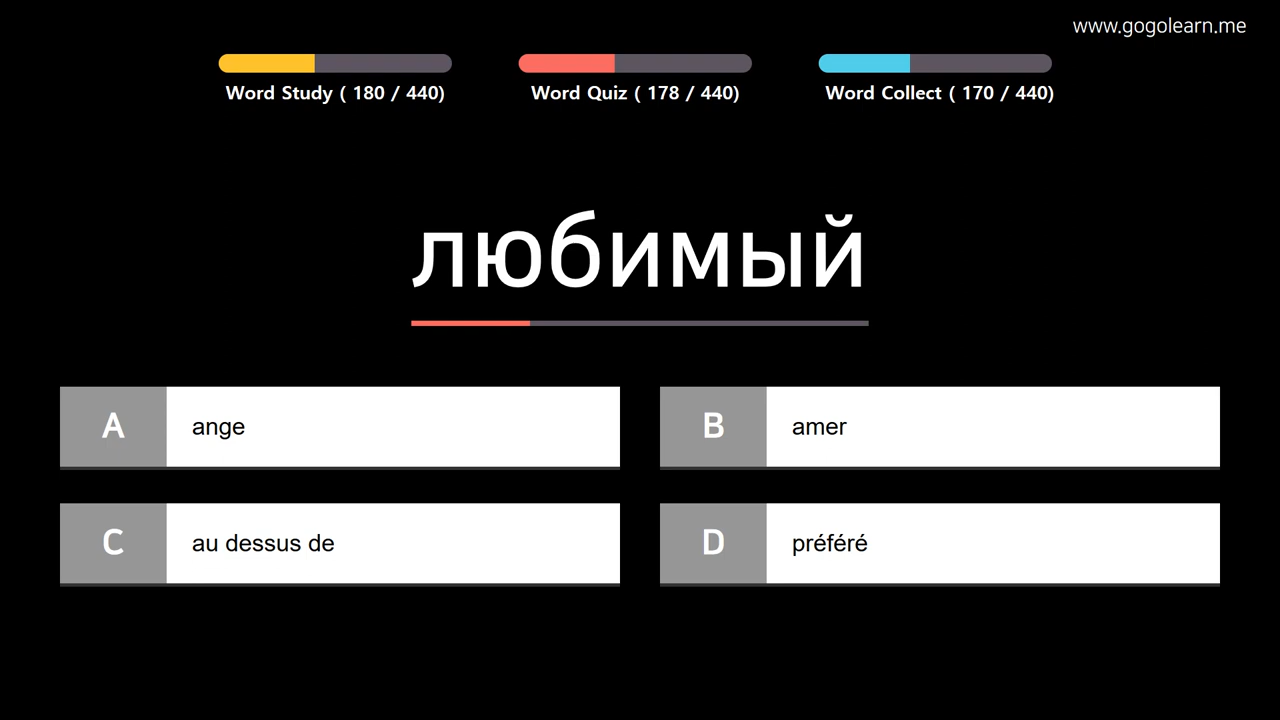 www.gogolearn.me
Word Study ( 180 / 440)
Word Quiz ( 178 / 440)
Word Collect ( 170 / 440)
любимый
A ange
B amer
C au dessus de
D préféré